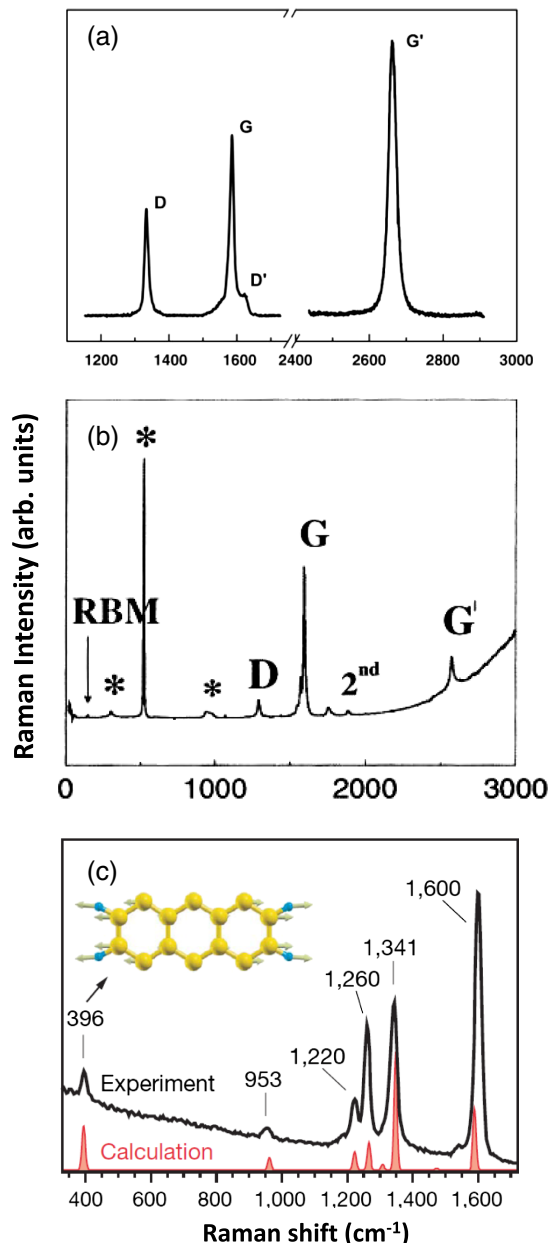 (a)
G'
G
D
D'
1200 1400 1600 2400 2600 2800 3000
Raman Intensity (arb. units)
(b)
*
G
RBM
G'
* * D 2nd
0 1000 2000 3000
(c)
1,600
1,341
1,260
396
1,220
953
Experiment
Calculation
400 600 800 1,000 1,200 1,400 1,600
Raman shift (cm-1)